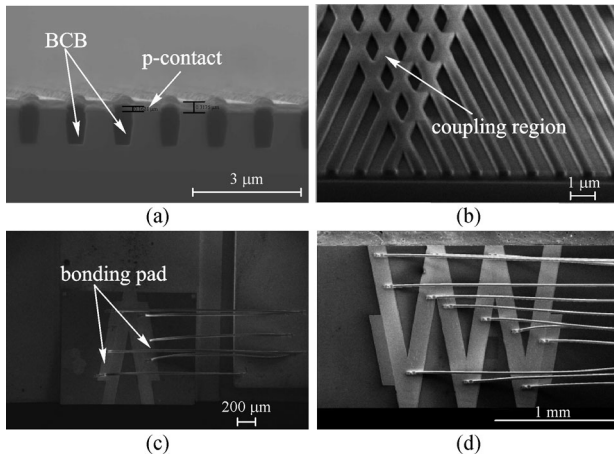 BCB
p-contact
3 μm
(a)
coupling region
1 μm
(b)
bonding pad
200 μm
(c)
1 mm
(d)